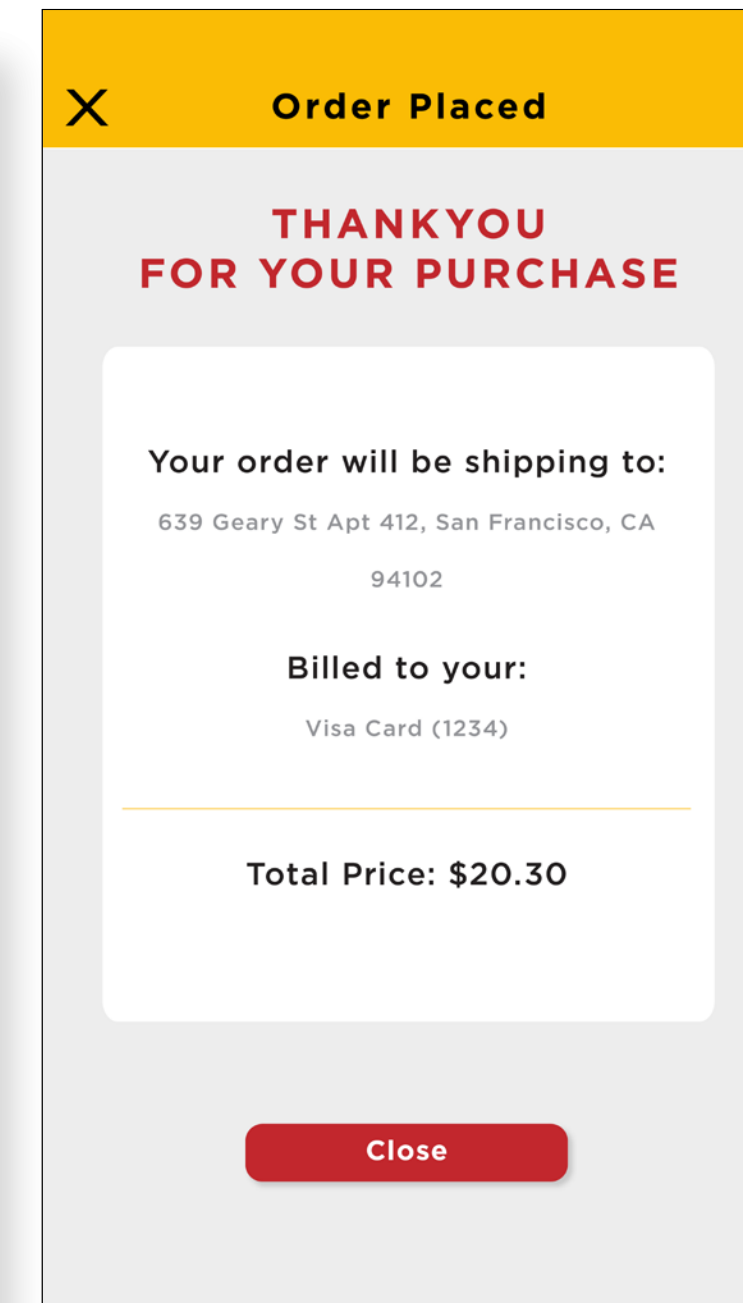 Order Placed
THANKYOU
FOR YOUR PURCHASE
Your order will be shipping to:
639 Geary St Apt 412, San Francisco, CA
94102
Billed to your:
Visa Card (1234)
Total Price: $20.30
Close